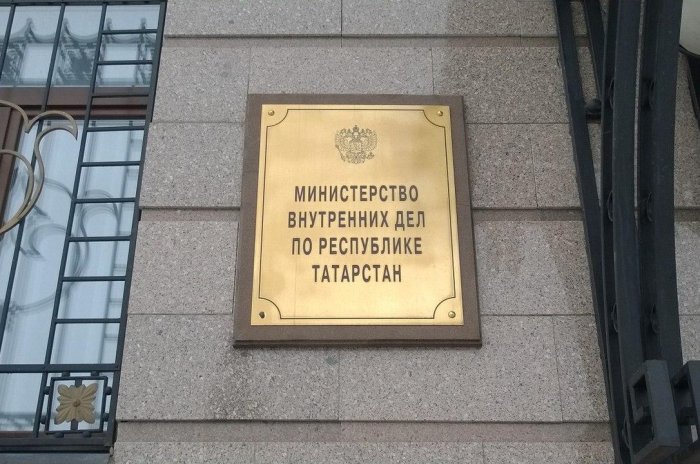 МИНИСТЕРСТВО
ВНУТРЕННИХ ДЕЛ
ПО РЕСПУБЛИКЕ
ТАТАРСТАН